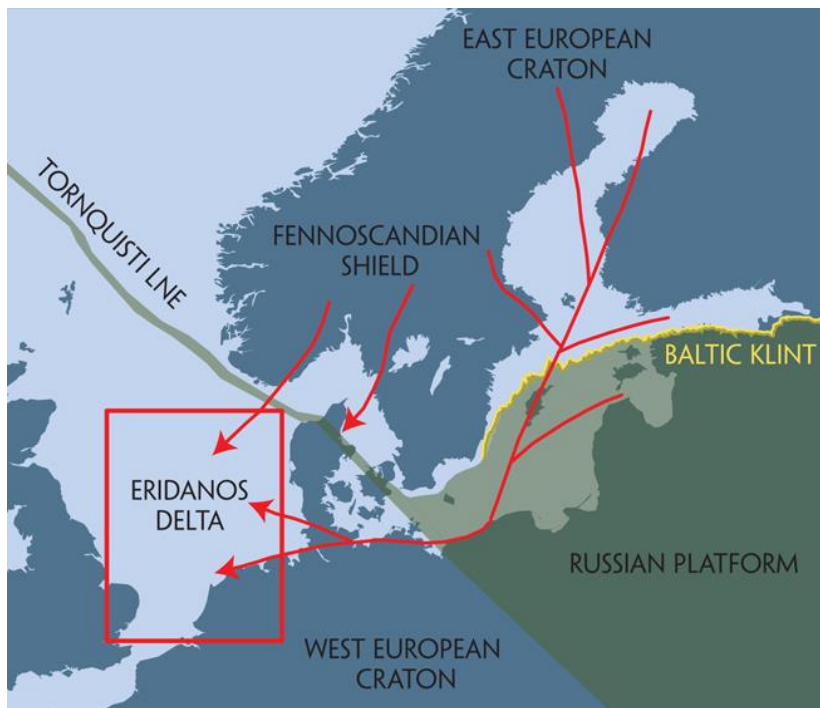 EAST EUROPEAN
CRATON
TORNQUISTI LNE
FENNOSCANDIAN
SHIELD
BALTIC KLINT
ERIDANOS
DELTA
RUSSIAN PLATFORM
WEST EUROPEAN
CRATON